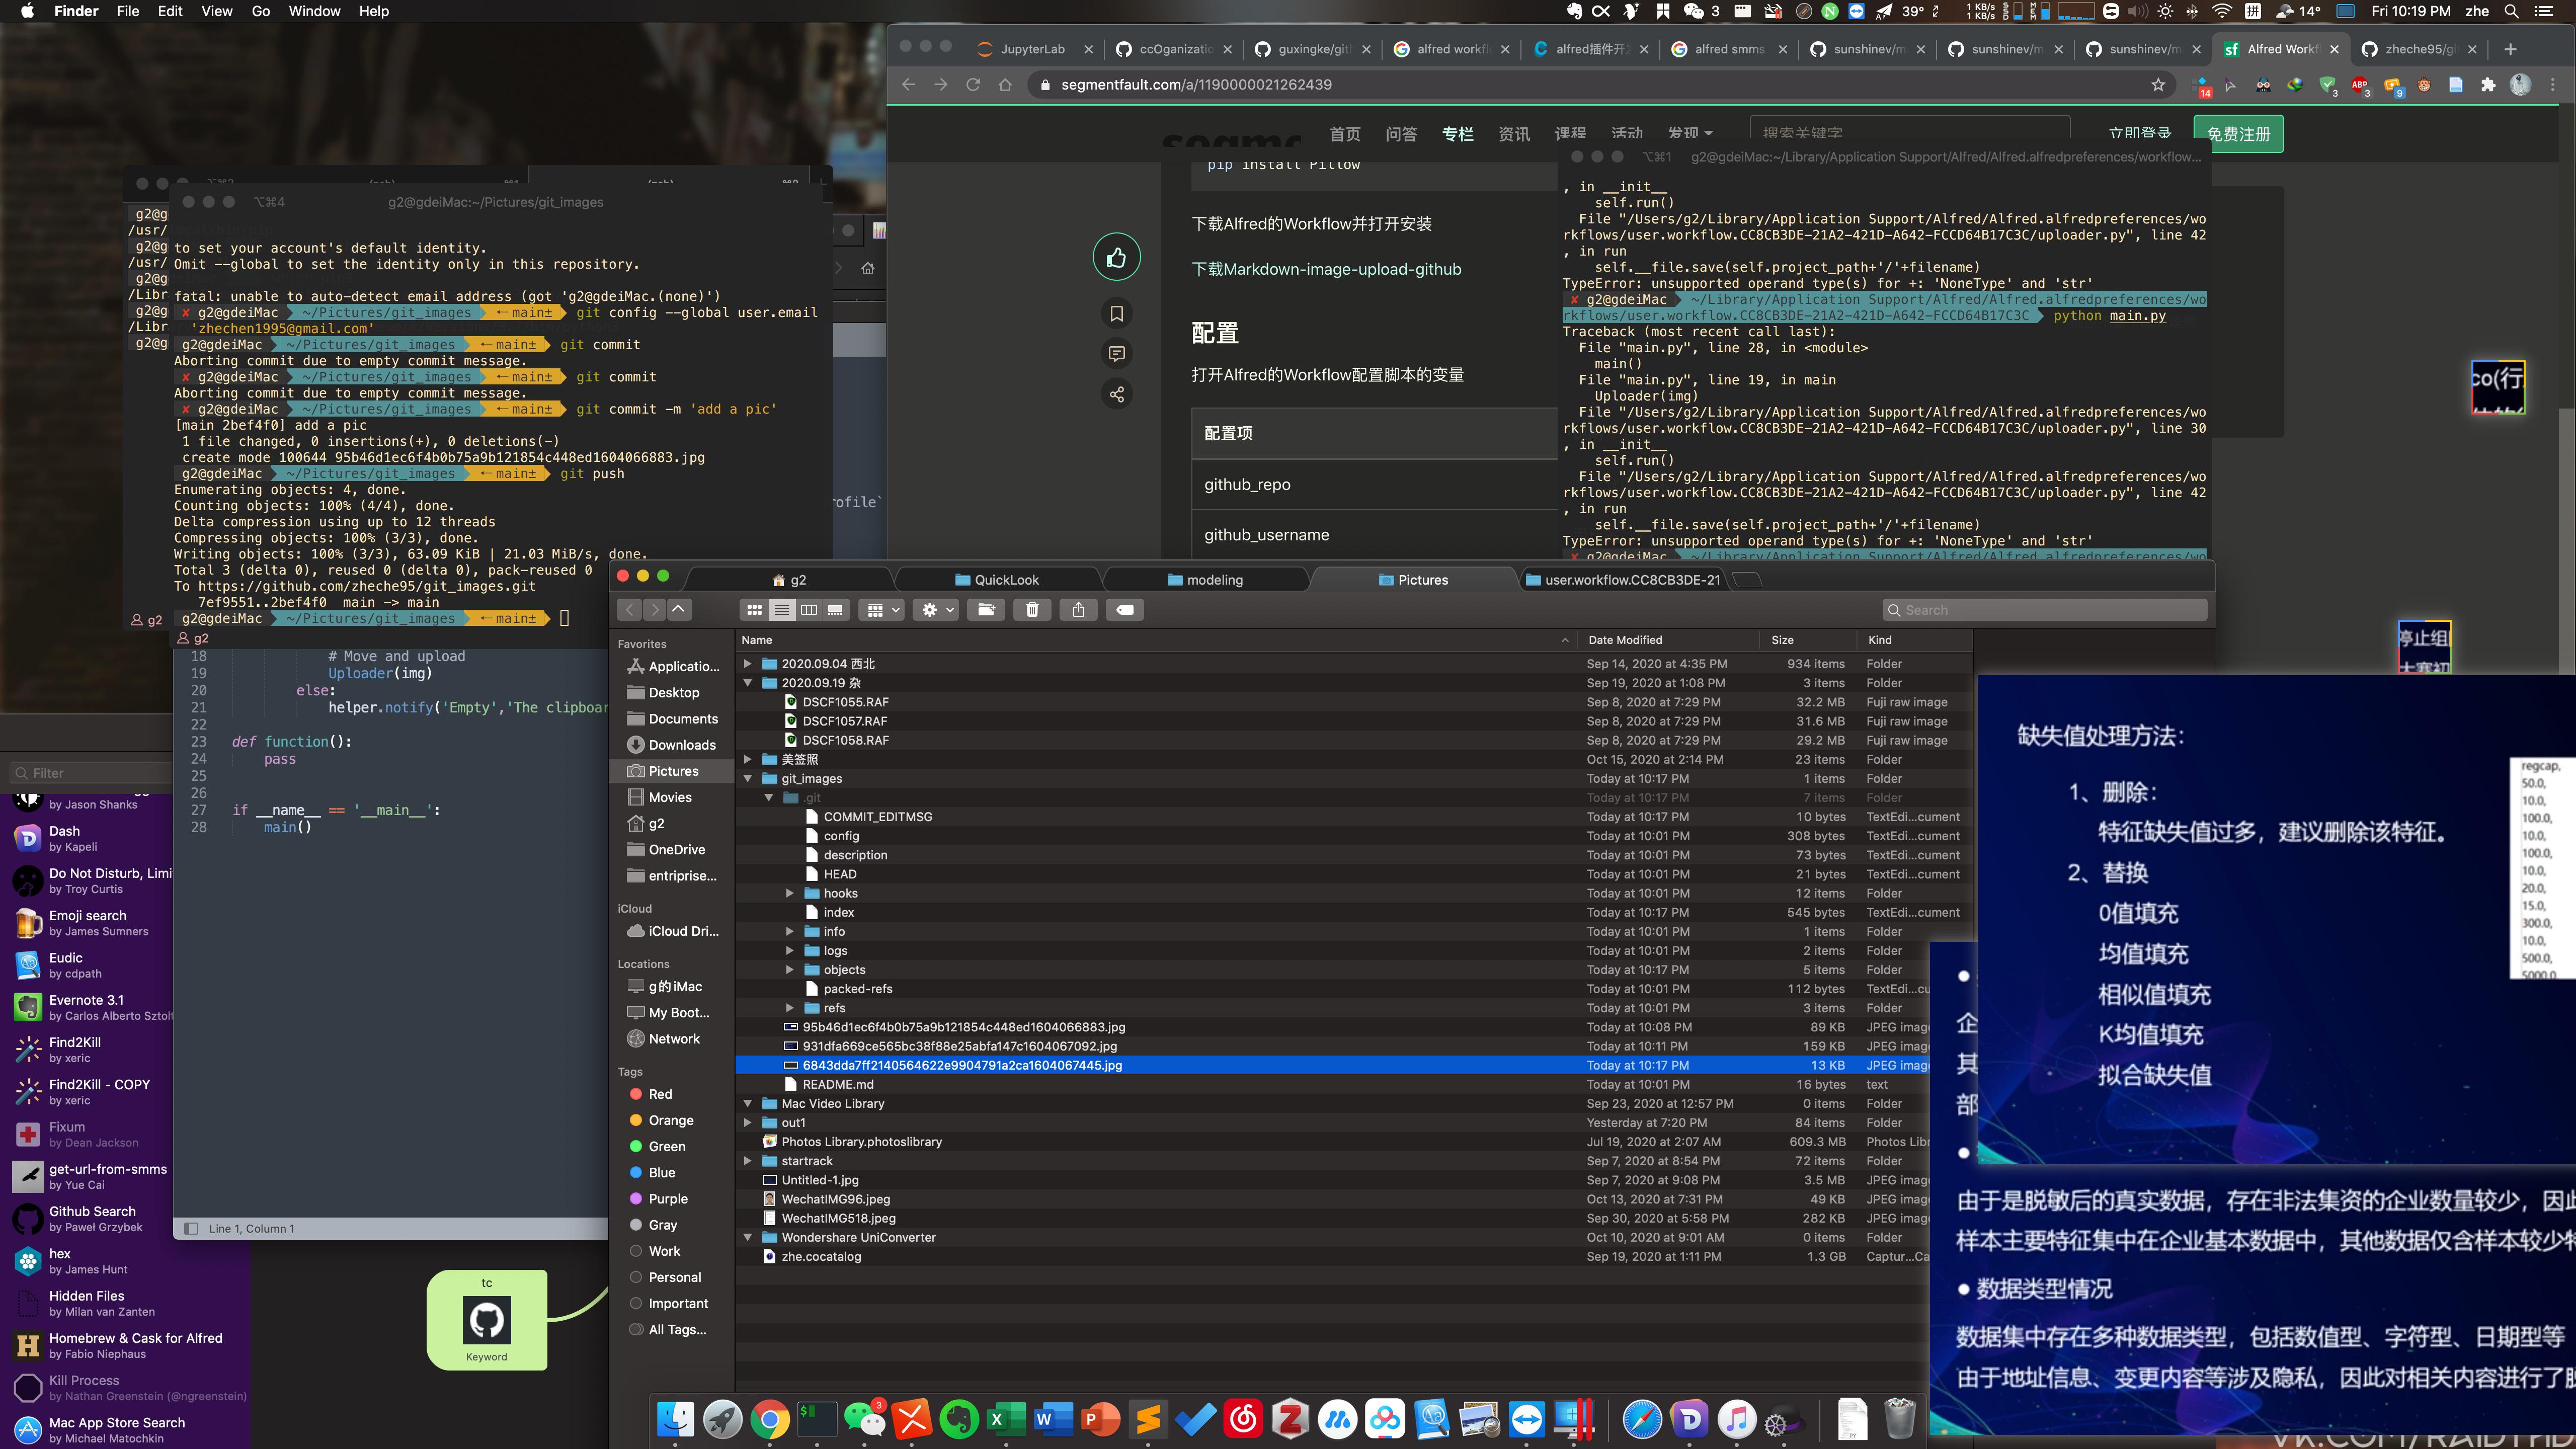 Finder File Edit View Go Window Help
3 39° 1 KB/s 1 KB/s 14° Fri 10:19 PM zhe
JupyterLab
ccOganizatio
guxingke/git
alfred workfl
alfred插件开
alfred smms
sunshinev/m
sunshinev/m
sunshinev/m
Alfred Workfl
zheche95/gi
segmentfault.com/a/1190000021262439
首页 问答 专栏 资讯 课程 活动 发现 搜索关键字 立即登录 免费注册
pip install Pillow
下载Alfred的Workflow并打开安装
下载Markdown-image-upload-github
配置
打开Alfred的Workflow配置脚本的变量
配置项
github_repo
github_username
⌥⌘1 g2@gdeiMac:~/Library/Application Support/Alfred/Alfred.alfredpreferences/workflow...
, in __init__
self.run()
File "/Users/g2/Library/Application Support/Alfred/Alfred.alfredpreferences/wo
rkflows/user.workflow.CC8CB3DE-21A2-421D-A642-FCCD64B17C3C/uploader.py", line 42
, in run
self.__file.save(self.project_path+'/'+filename)
TypeError: unsupported operand type(s) for +: 'NoneType' and 'str'
✘ g2@gdeiMac ~/Library/Application Support/Alfred/Alfred.alfredpreferences/wo
rkflows/user.workflow.CC8CB3DE-21A2-421D-A642-FCCD64B17C3C python main.py
Traceback (most recent call last):
File "main.py", line 28, in <module>
main()
File "main.py", line 19, in main
Uploader(img)
File "/Users/g2/Library/Application Support/Alfred/Alfred.alfredpreferences/wo
rkflows/user.workflow.CC8CB3DE-21A2-421D-A642-FCCD64B17C3C/uploader.py", line 30
, in __init__
self.run()
File "/Users/g2/Library/Application Support/Alfred/Alfred.alfredpreferences/wo
rkflows/user.workflow.CC8CB3DE-21A2-421D-A642-FCCD64B17C3C/uploader.py", line 42
, in run
self.__file.save(self.project_path+'/'+filename)
TypeError: unsupported operand type(s) for +: 'NoneType' and 'str'
✘ g2@gdeiMac ~/Library/Application Support/Alfred/Alfred.alfredpreferences/wo
⌥⌘4 g2@gdeiMac:~/Pictures/git_images
to set your account's default identity.
Omit --global to set the identity only in this repository.
fatal: unable to auto-detect email address (got 'g2@gdeiMac.(none)')
✘ g2@gdeiMac ~/Pictures/git_images ←main± git config --global user.email
'zhechen1995@gmail.com'
g2@gdeiMac ~/Pictures/git_images ←main± git commit
Aborting commit due to empty commit message.
✘ g2@gdeiMac ~/Pictures/git_images ←main± git commit
Aborting commit due to empty commit message.
✘ g2@gdeiMac ~/Pictures/git_images ←main± git commit -m 'add a pic'
[main 2bef4f0] add a pic
1 file changed, 0 insertions(+), 0 deletions(-)
create mode 100644 95b46d1ec6f4b0b75a9b121854c448ed1604066883.jpg
g2@gdeiMac ~/Pictures/git_images ←main± git push
Enumerating objects: 4, done.
Counting objects: 100% (4/4), done.
Delta compression using up to 12 threads
Compressing objects: 100% (3/3), done.
Writing objects: 100% (3/3), 63.09 KiB | 21.03 MiB/s, done.
Total 3 (delta 0), reused 0 (delta 0), pack-reused 0
To https://github.com/zheche95/git_images.git
7ef9551..2bef4f0 main -> main
g2@gdeiMac ~/Pictures/git_images ←main±
g2
g2
18 # Move and upload
19 Uploader(img)
20 else:
21 helper.notify('Empty','The clipboar
22
23 def function():
24 pass
25
26
27 if __name__ == '__main__':
28 main()
Line 1, Column 1
Filter
by Jason Shanks
Dash
by Kapeli
Do Not Disturb, Limi
by Troy Curtis
Emoji search
by James Sumners
Eudic
by cdpath
Evernote 3.1
by Carlos Alberto Sztolt
Find2Kill
by xeric
Find2Kill - COPY
by xeric
Fixum
by Dean Jackson
get-url-from-smms
by Yue Cai
Github Search
by Paweł Grzybek
hex
by James Hunt
Hidden Files
by Milan van Zanten
Homebrew & Cask for Alfred
by Fabio Niephaus
Kill Process
by Nathan Greenstein (@ngreenstein)
Mac App Store Search
by Michael Matochkin
tc
Keyword
g2 QuickLook modeling Pictures user.workflow.CC8CB3DE-21
Search
Favorites
Applicatio...
Desktop
Documents
Downloads
Pictures
Movies
g2
OneDrive
entriprise...
iCloud
iCloud Dri...
Locations
g的iMac
My Boot...
Network
Tags
Red
Orange
Green
Blue
Purple
Gray
Work
Personal
Important
All Tags...
Name Date Modified Size Kind
2020.09.04 西北 Sep 14, 2020 at 4:35 PM 934 items Folder
2020.09.19 杂 Sep 19, 2020 at 1:08 PM 3 items Folder
DSCF1055.RAF Sep 8, 2020 at 7:29 PM 32.2 MB Fuji raw image
DSCF1057.RAF Sep 8, 2020 at 7:29 PM 31.6 MB Fuji raw image
DSCF1058.RAF Sep 8, 2020 at 7:29 PM 29.2 MB Fuji raw image
美签照 Oct 15, 2020 at 2:14 PM 23 items Folder
git_images Today at 10:17 PM 1 items Folder
.git Today at 10:17 PM 7 items Folder
COMMIT_EDITMSG Today at 10:17 PM 10 bytes TextEdi...cument
config Today at 10:01 PM 308 bytes TextEdi...cument
description Today at 10:01 PM 73 bytes TextEdi...cument
HEAD Today at 10:01 PM 21 bytes TextEdi...cument
hooks Today at 10:01 PM 12 items Folder
index Today at 10:17 PM 545 bytes TextEdi...cument
info Today at 10:01 PM 1 items Folder
logs Today at 10:01 PM 2 items Folder
objects Today at 10:17 PM 5 items Folder
packed-refs Today at 10:01 PM 112 bytes TextEdi...cu
refs Today at 10:01 PM 3 items Folder
95b46d1ec6f4b0b75a9b121854c448ed1604066883.jpg Today at 10:08 PM 89 KB JPEG imag
931dfa669ce565bc38f88e25abfa147c1604067092.jpg Today at 10:11 PM 159 KB JPEG imag
6843dda7ff2140564622e9904791a2ca1604067445.jpg Today at 10:17 PM 13 KB JPEG imag
README.md Today at 10:01 PM 16 bytes text
Mac Video Library Sep 23, 2020 at 12:57 PM 0 items Folder
out1 Yesterday at 7:20 PM 84 items Folder
Photos Library.photoslibrary Jul 19, 2020 at 2:07 AM 609.3 MB Photos Libr
startrack Sep 7, 2020 at 8:54 PM 72 items Folder
Untitled-1.jpg Sep 7, 2020 at 9:08 PM 3.5 MB JPEG imag
WechatIMG96.jpeg Oct 13, 2020 at 7:31 PM 49 KB JPEG imag
WechatIMG518.jpeg Sep 30, 2020 at 5:58 PM 282 KB JPEG imag
Wondershare UniConverter Oct 10, 2020 at 9:01 AM 0 items Folder
zhe.cocatalog Sep 19, 2020 at 1:11 PM 1.3 GB Captur...Ca
co(行
停止组
缺失值处理方法：
1、删除：
特征缺失值过多，建议删除该特征。
2、替换
0值填充
均值填充
相似值填充
K均值填充
拟合缺失值
regcap,
50.0,
10.0,
100.0,
10.0,
100.0,
10.0,
20.0,
15.0,
300.0,
10.0,
500.0,
5000.0
企
其
部
由于是脱敏后的真实数据，存在非法集资的企业数量较少，因此
样本主要特征集中在企业基本数据中，其他数据仅含样本较少特
● 数据类型情况
数据集中存在多种数据类型，包括数值型、字符型、日期型等
由于地址信息、变更内容等涉及隐私，因此对相关内容进行了脱